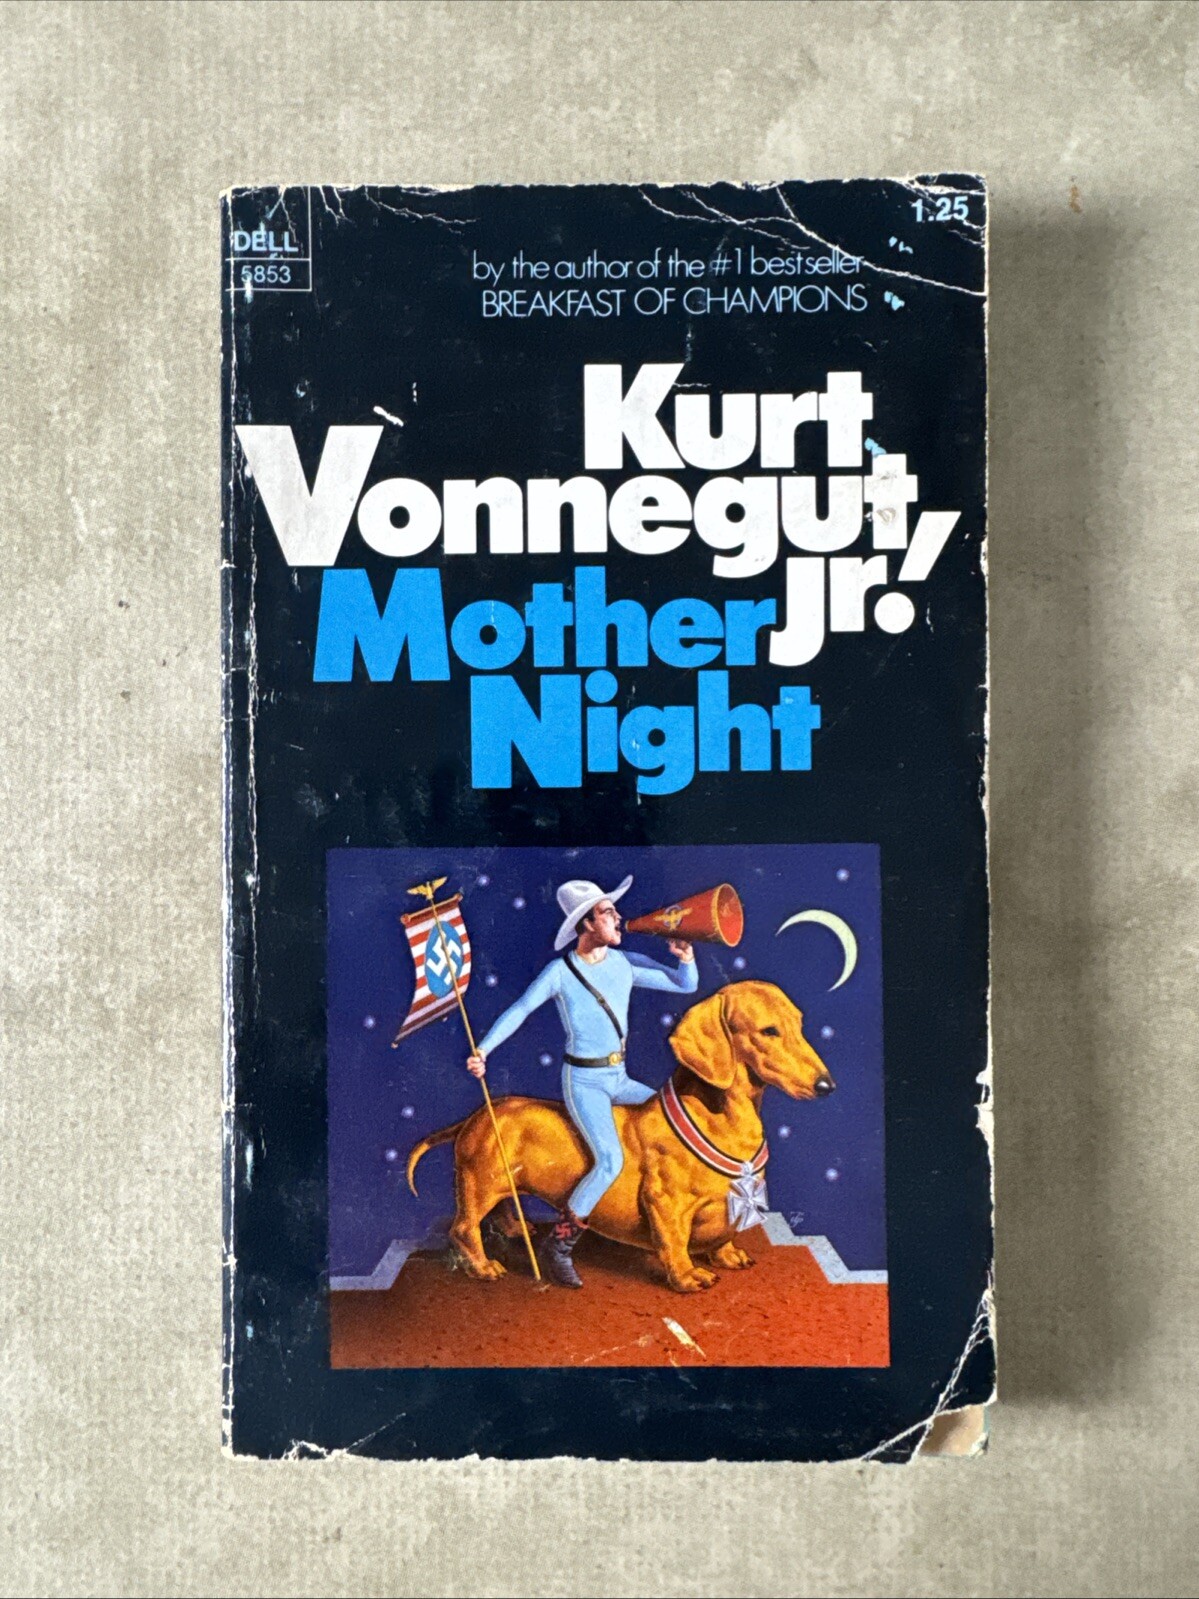 DELL
5853
1.25
by the author of the #1 bestseller
BREAKFAST OF CHAMPIONS
Kurt
Vonnegut,
Jr.!
Mother
Night